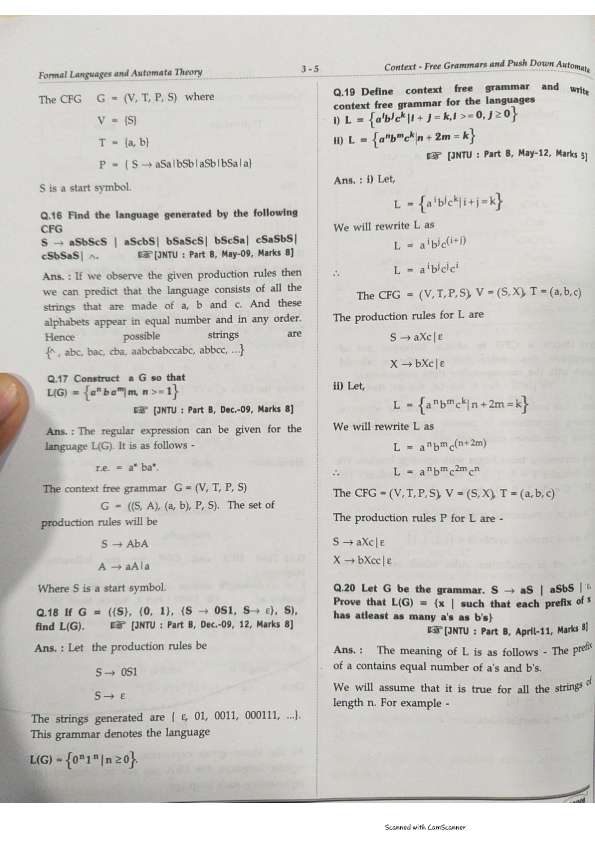 Formal Languages and Automata Theory
3 - 5
Context - Free Grammars and Push Down Automate
The CFG G = (V, T, P, S) where
V = {S}
T = {a, b}
P = { S → aSa|bSb|aSb|bSa|a}
S is a start symbol.
Q.16 Find the language generated by the following
CFG
S → aSbScS | aScbS| bSaScS| bScSa| cSaSbS|
cSbSaS| ^. ☞ [JNTU : Part B, May-09, Marks 8]
Ans. : If we observe the given production rules then
we can predict that the language consists of all the
strings that are made of a, b and c. And these
alphabets appear in equal number and in any order.
Hence possible strings are
{^ , abc, bac, cba, aabcbabccabc, abbcc, ...}
Q.17 Construct a G so that
L(G) = {aⁿ b aᵐ|m, n >= 1}
☞ [JNTU : Part B, Dec.-09, Marks 8]
Ans. : The regular expression can be given for the
language L(G). It is as follows -
r.e. = a* ba*.
The context free grammar G = (V, T, P, S)
G = ((S, A), (a, b), P, S). The set of
production rules will be
S → AbA
A → aA|a
Where S is a start symbol.
Q.18 If G = ({S}, {0, 1}, {S → 0S1, S→ ε}, S),
find L(G). ☞ [JNTU : Part B, Dec.-09, 12, Marks 8]
Ans. : Let the production rules be
S → 0S1
S → ε
The strings generated are { ε, 01, 0011, 000111, ...}.
This grammar denotes the language
L(G) = {0ⁿ1ⁿ|n ≥ 0}.
Q.19 Define context free grammar and write
context free grammar for the languages
i) L = {aⁱbʲcᵏ|i + j = k, i >= 0, j ≥ 0}
ii) L = {aⁿbᵐcᵏ|n + 2m = k}
☞ [JNTU : Part B, May-12, Marks 5]
Ans. : i) Let,
L = {aⁱbʲcᵏ|i + j = k}
We will rewrite L as
L = aⁱbʲc⁽ⁱ⁺ʲ⁾
∴ L = aⁱbʲcʲcⁱ
The CFG = (V, T, P, S), V = (S, X), T = (a, b, c)
The production rules for L are
S → aXc|ε
X → bXc|ε
ii) Let,
L = {aⁿbᵐcᵏ|n + 2m = k}
We will rewrite L as
L = aⁿbᵐc⁽ⁿ⁺²ᵐ⁾
∴ L = aⁿbᵐc²ᵐcⁿ
The CFG = (V, T, P, S), V = (S, X), T = (a, b, c)
The production rules P for L are -
S → aXc|ε
X → bXcc|ε
Q.20 Let G be the grammar. S → aS | aSbS | ε.
Prove that L(G) = {x | such that each prefix of x
has atleast as many a's as b's}
☞ [JNTU : Part B, April-11, Marks 8]
Ans. : The meaning of L is as follows - The prefix
of a contains equal number of a's and b's.
We will assume that it is true for all the strings of
length n. For example -
Scanned with CamScanner